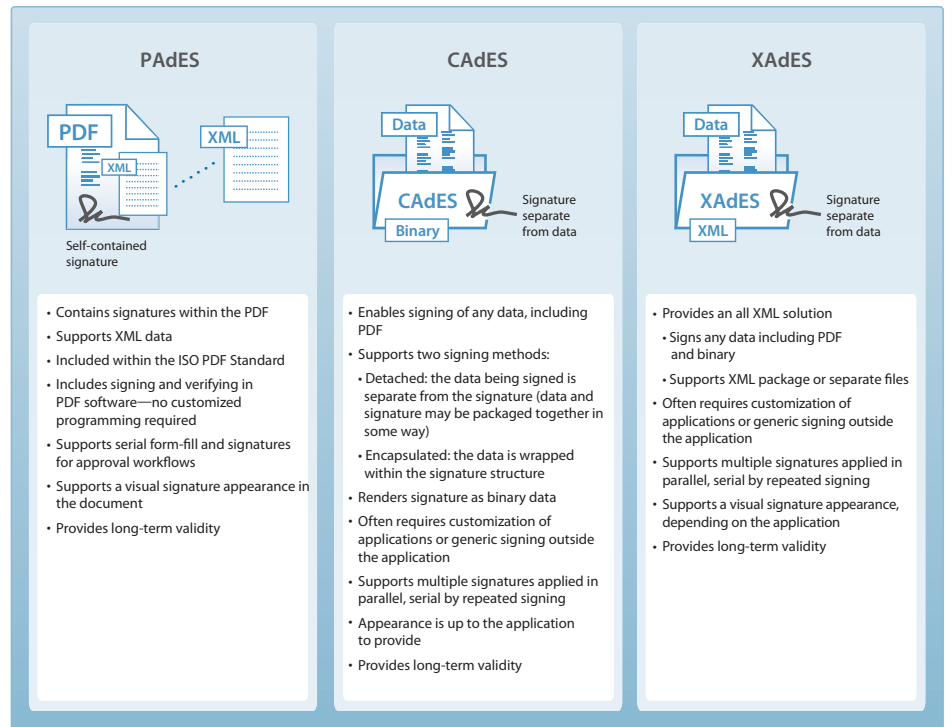 PAdES
PDF
XML
XML
Self-contained
signature
• Contains signatures within the PDF
• Supports XML data
• Included within the ISO PDF Standard
• Includes signing and verifying in
PDF software—no customized
programming required
• Supports serial form-fill and signatures
for approval workflows
• Supports a visual signature appearance in
the document
• Provides long-term validity
CAdES
Data
CAdES
Binary
Signature
separate
from data
• Enables signing of any data, including
PDF
• Supports two signing methods:
• Detached: the data being signed is
separate from the signature (data and
signature may be packaged together in
some way)
• Encapsulated: the data is wrapped
within the signature structure
• Renders signature as binary data
• Often requires customization of
applications or generic signing outside
the application
• Supports multiple signatures applied in
parallel, serial by repeated signing
• Appearance is up to the application
to provide
• Provides long-term validity
XAdES
Data
XAdES
XML
Signature
separate
from data
• Provides an all XML solution
• Signs any data including PDF
and binary
• Supports XML package or separate files
• Often requires customization of
applications or generic signing outside
the application
• Supports multiple signatures applied in
parallel, serial by repeated signing
• Supports a visual signature appearance,
depending on the application
• Provides long-term validity